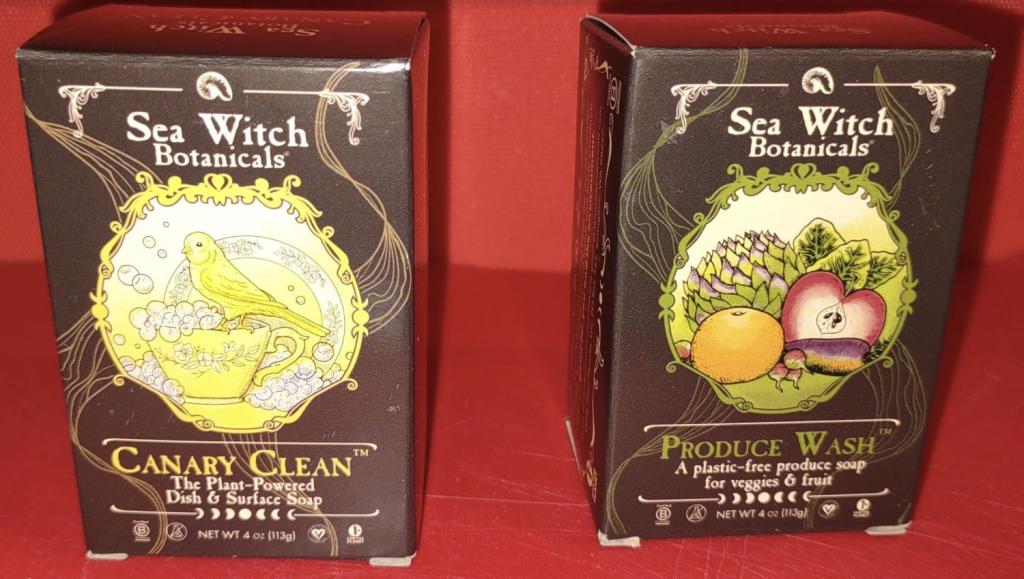 Sea Witch
Botanicals®
CANARY CLEAN™
The Plant-Powered
Dish & Surface Soap
B
NET WT 4 OZ (113g)
Sea Witch
Botanicals®
PRODUCE WASH™
A plastic-free produce soap
for veggies & fruit
B
NET WT 4 OZ (113g)